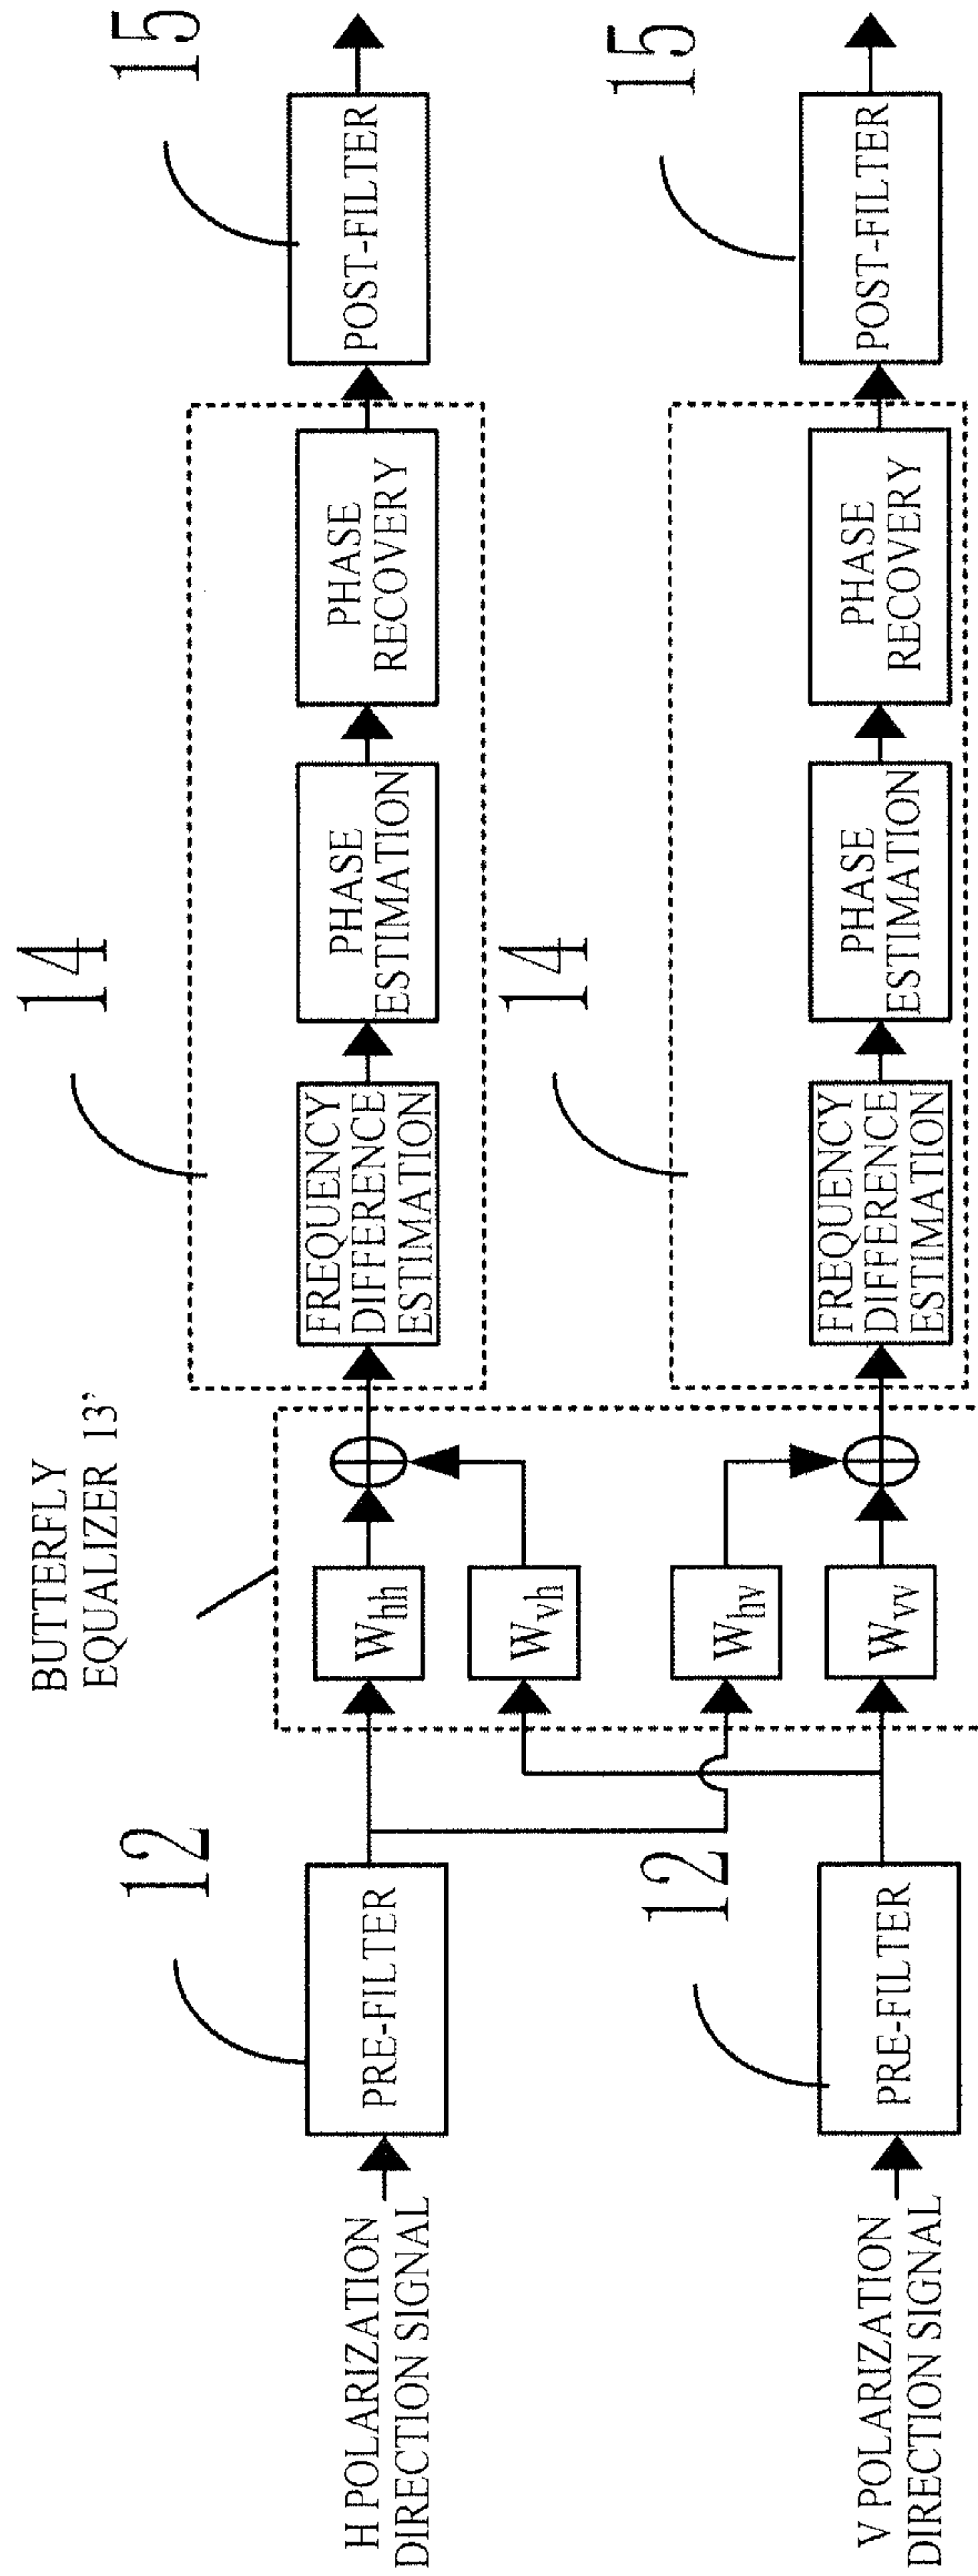 H POLARIZATION
DIRECTION SIGNAL
PRE-FILTER
12
BUTTERFLY
EQUALIZER 13'
Whh
Wvh
14
FREQUENCY
DIFFERENCE
ESTIMATION
PHASE
ESTIMATION
PHASE
RECOVERY
POST-FILTER
15
V POLARIZATION
DIRECTION SIGNAL
PRE-FILTER
12
Whv
Wvv
14
FREQUENCY
DIFFERENCE
ESTIMATION
PHASE
ESTIMATION
PHASE
RECOVERY
POST-FILTER
15